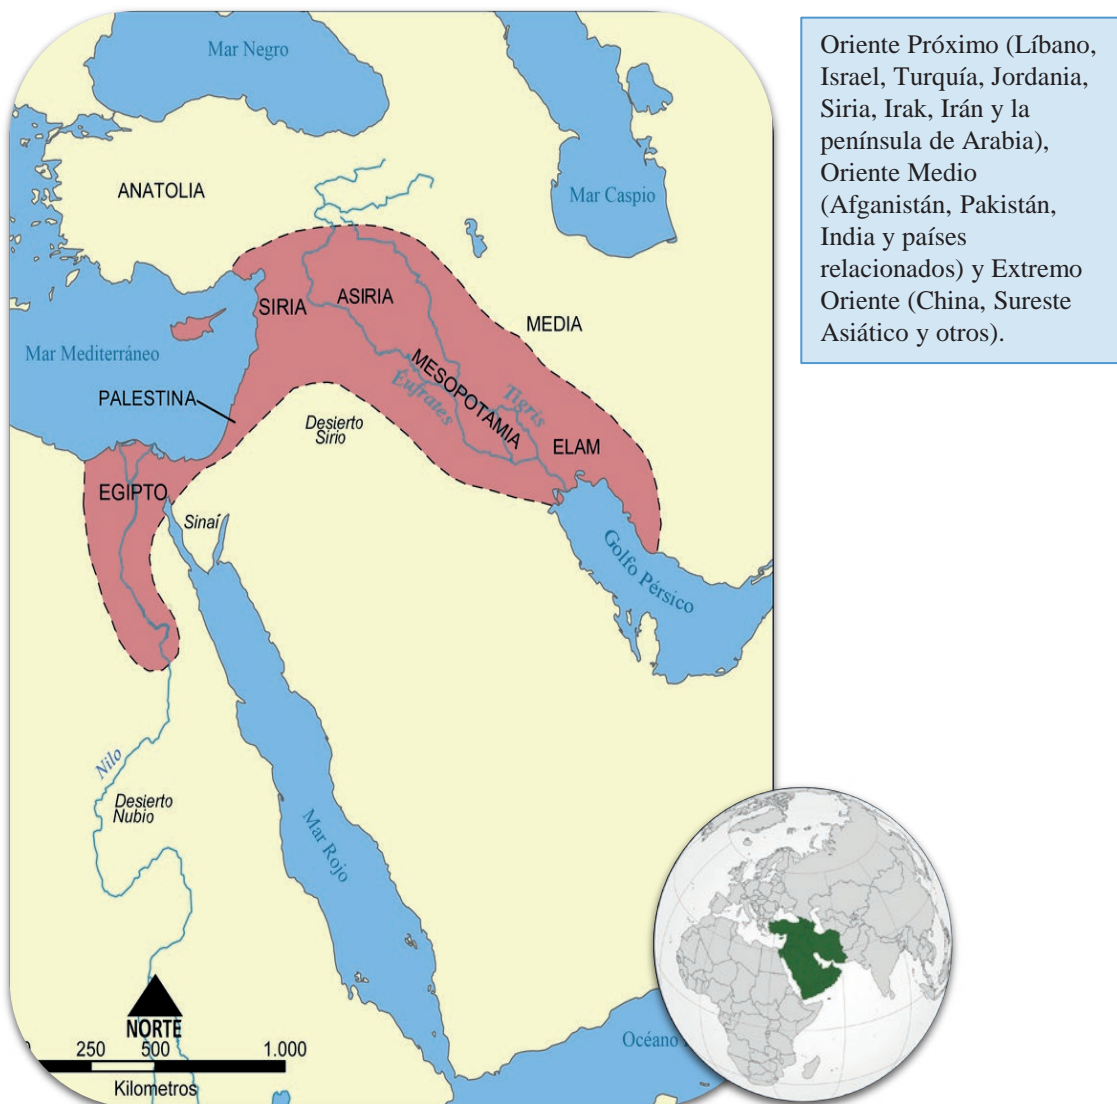 Mar Negro
ANATOLIA
Mar Caspio
SIRIA
ASIRIA
MEDIA
Mar Mediterráneo
MESOPOTAMIA
Éufrates
Tigris
PALESTINA
Desierto
Sirio
ELAM
EGIPTO
Sinaí
Golfo Pérsico
Nilo
Desierto
Nubio
Mar Rojo
NORTE
250 500 1.000
Kilometros
Océano
Oriente Próximo (Líbano,
Israel, Turquía, Jordania,
Siria, Irak, Irán y la
península de Arabia),
Oriente Medio
(Afganistán, Pakistán,
India y países
relacionados) y Extremo
Oriente (China, Sureste
Asiático y otros).